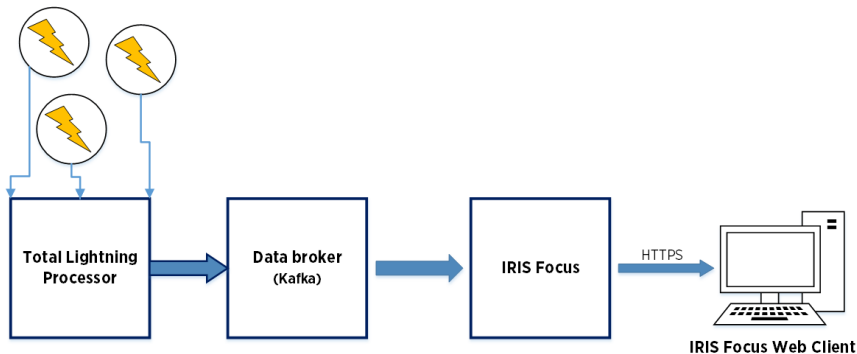 Total Lightning
Processor
Data broker
(Kafka)
IRIS Focus
HTTPS
IRIS Focus Web Client